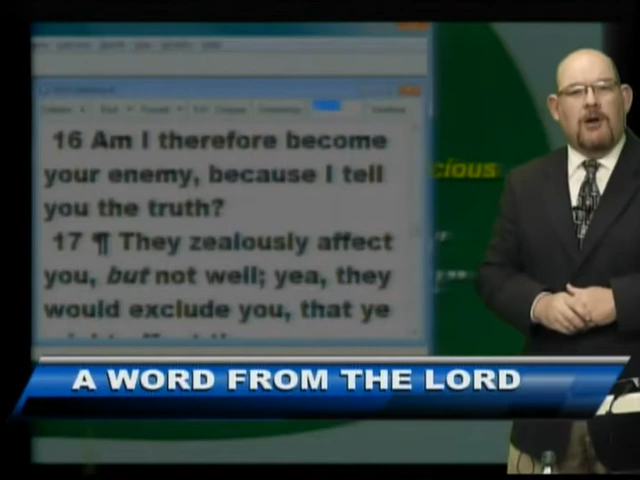 16 Am I therefore become
your enemy, because I tell
you the truth?
17 ¶ They zealously affect
you, but not well; yea, they
would exclude you, that ye
cious
A WORD FROM THE LORD